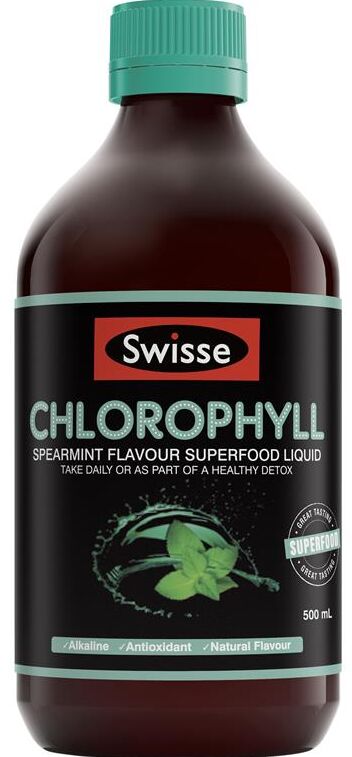 Swisse
CHLOROPHYLL
SPEARMINT FLAVOUR SUPERFOOD LIQUID
TAKE DAILY OR AS PART OF A HEALTHY DETOX
GREAT TASTING
SUPERFOOD
GREAT TASTING
500 mL
✓Alkaline ✓Antioxidant ✓Natural Flavour